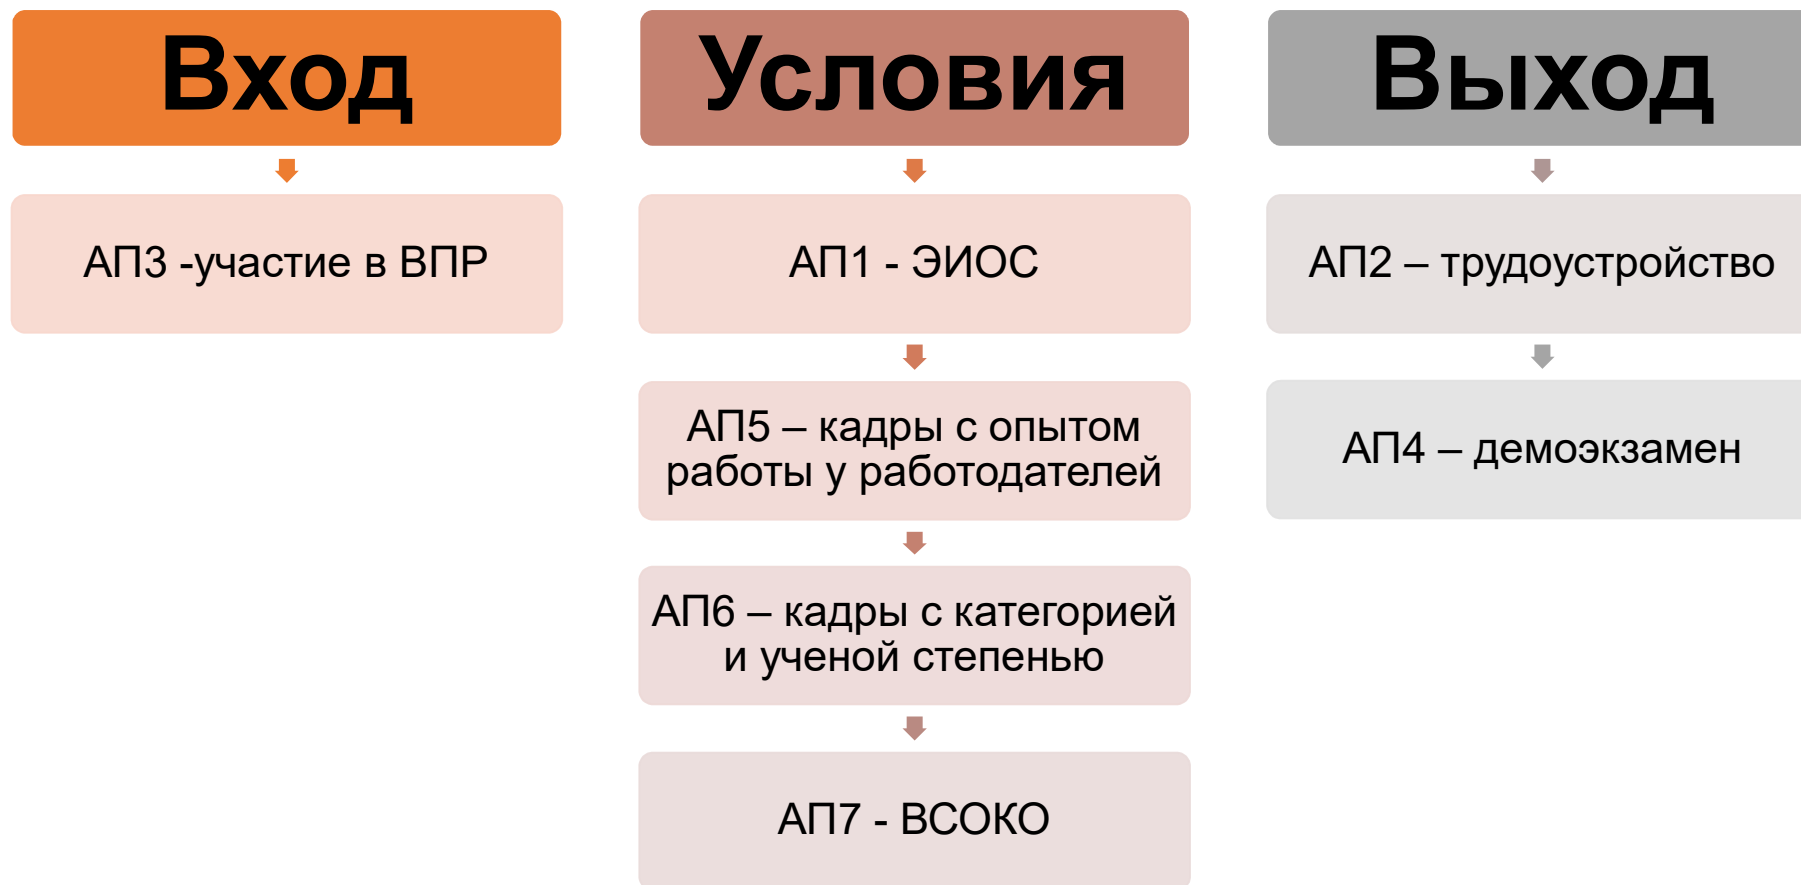 Вход
АП3 -участие в ВПР
Условия
АП1 - ЭИОС
АП5 – кадры с опытом
работы у работодателей
АП6 – кадры с категорией
и ученой степенью
АП7 - ВСОКО
Выход
АП2 – трудоустройство
АП4 – демоэкзамен